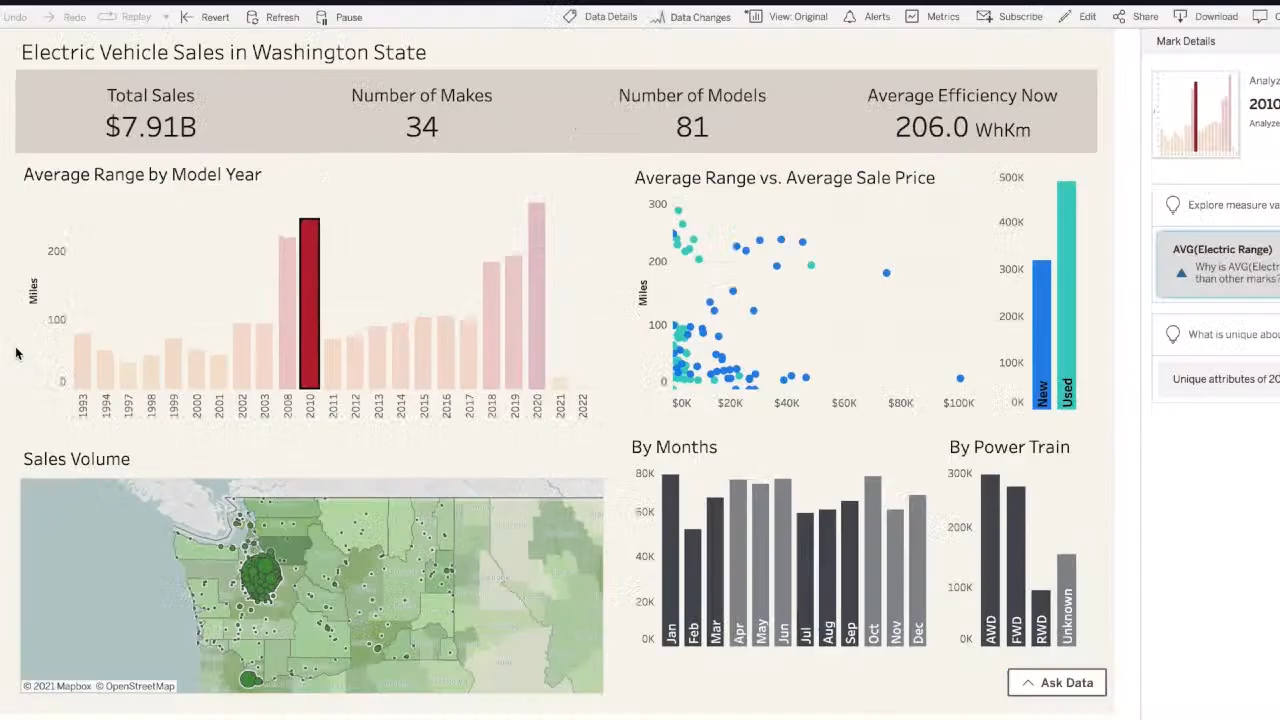 Undo Redo Replay Revert Refresh Pause Data Details Data Changes View: Original Alerts Metrics Subscribe Edit Share Download
Electric Vehicle Sales in Washington State
Total Sales
$7.91B
Number of Makes
34
Number of Models
81
Average Efficiency Now
206.0 WhKm
Average Range by Model Year
Miles
200
100
0
1993 1994 1997 1998 1999 2000 2001 2002 2003 2008 2010 2011 2012 2013 2014 2015 2016 2017 2018 2019 2020 2021 2022
Average Range vs. Average Sale Price
Miles
300
200
100
0
$0K $20K $40K $60K $80K $100K
500K
400K
300K
200K
100K
0K
New
Used
Sales Volume
© 2021 Mapbox © OpenStreetMap
By Months
80K
60K
40K
20K
0K
Jan Feb Mar Apr May Jun Jul Aug Sep Oct Nov Dec
By Power Train
300K
200K
100K
0K
AWD FWD RWD Unknown
Ask Data
Mark Details
Analyz
2010
Analyze
Explore measure va
AVG(Electric Range)
Why is AVG(Electr
than other marks?
What is unique abou
Unique attributes of 20